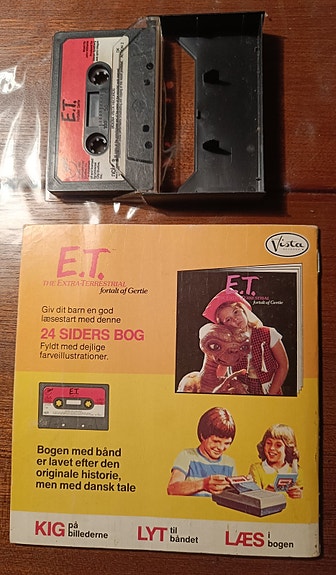 E.T.
Vista
E.T.
THE EXTRA-TERRESTRIAL
fortalt af Gertie
E.T.
THE EXTRA-TERRESTRIAL
fortalt af Gertie
Giv dit barn en god
læsestart med denne
24 SIDERS BOG
Fyldt med dejlige
farveillustrationer.
E.T.
Bogen med bånd
er lavet efter den
originale historie,
men med dansk tale
KIG på billederne
LYT til båndet
LÆS i bogen